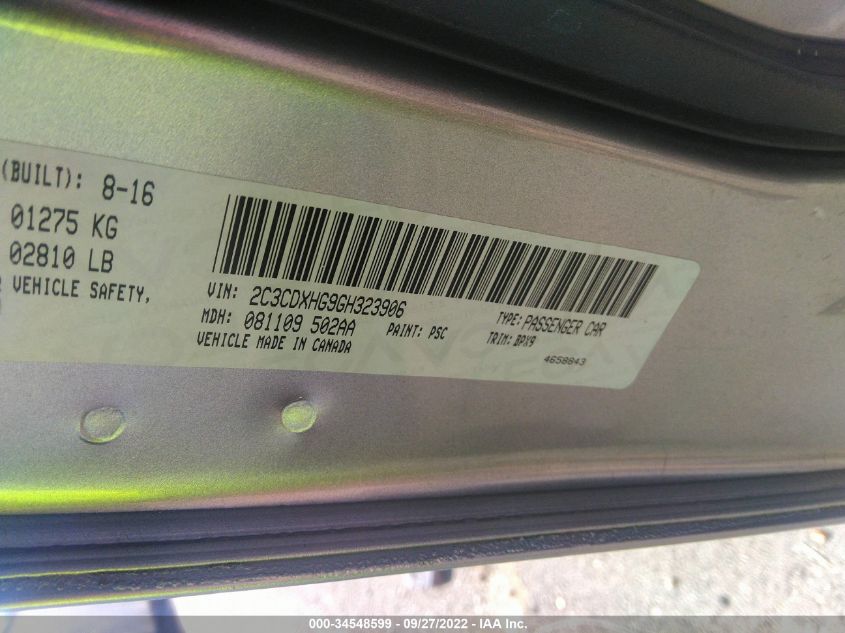 (BUILT): 8-16
01275 KG
02810 LB
VEHICLE SAFETY,
VIN: 2C3CDXHG9GH323906
TYPE: PASSENGER CAR
MDH: 081109 502AA
PAINT: PSC
TRIM: BPX9
VEHICLE MADE IN CANADA
4658843
000-34548599 - 09/27/2022 - IAA Inc.